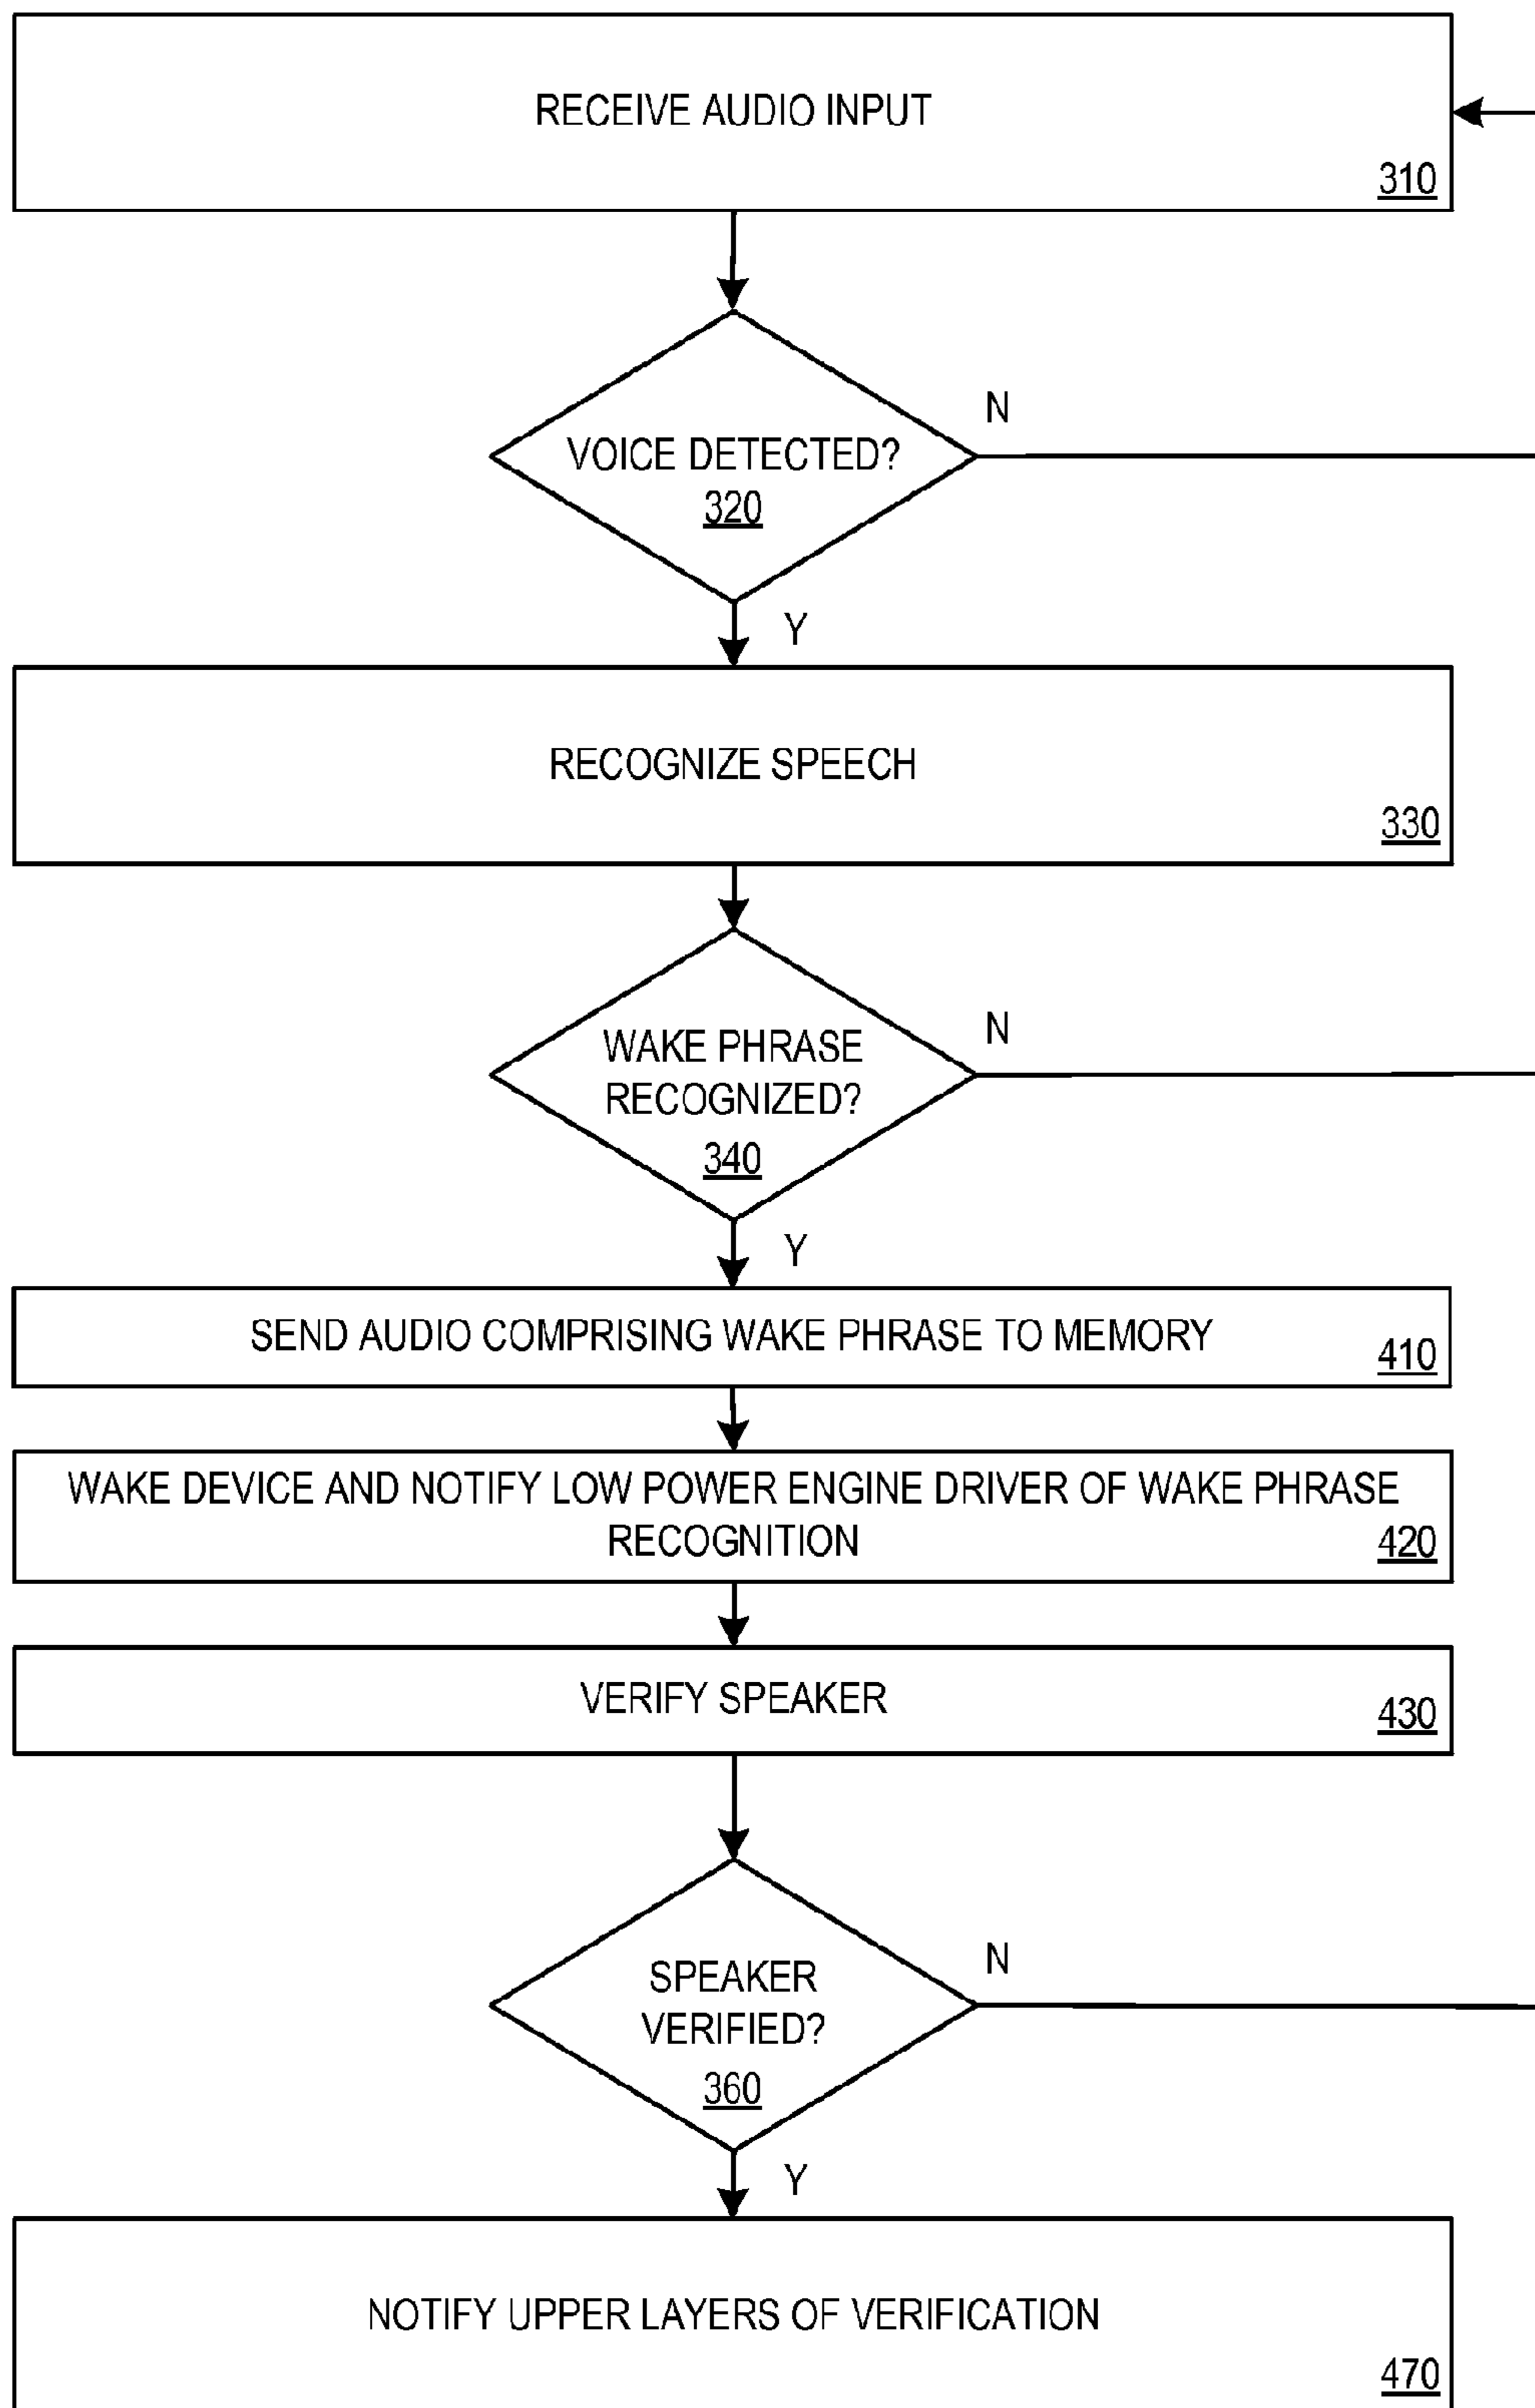 RECEIVE AUDIO INPUT
310
N
VOICE DETECTED?
320
Y
RECOGNIZE SPEECH
330
N
WAKE PHRASE
RECOGNIZED?
340
Y
SEND AUDIO COMPRISING WAKE PHRASE TO MEMORY
410
WAKE DEVICE AND NOTIFY LOW POWER ENGINE DRIVER OF WAKE PHRASE
RECOGNITION
420
VERIFY SPEAKER
430
N
SPEAKER
VERIFIED?
360
Y
NOTIFY UPPER LAYERS OF VERIFICATION
470